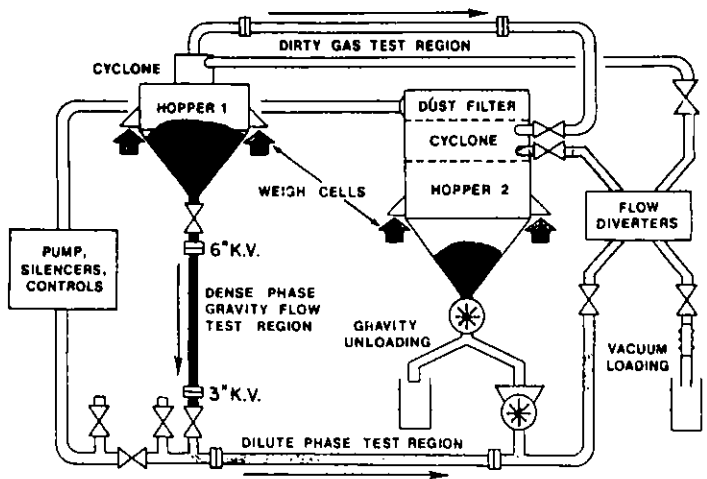 DIRTY GAS TEST REGION
CYCLONE
HOPPER 1
DUST FILTER
CYCLONE
HOPPER 2
WEIGH CELLS
FLOW
DIVERTERS
PUMP,
SILENCERS,
CONTROLS
6" K.V.
DENSE PHASE
GRAVITY FLOW
TEST REGION
GRAVITY
UNLOADING
VACUUM
LOADING
3" K.V.
DILUTE PHASE TEST REGION